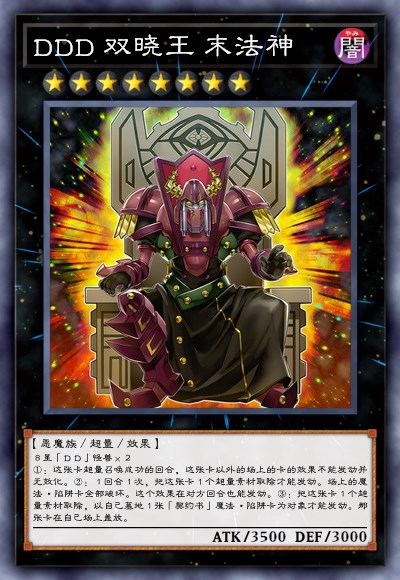 DDD 双晓王 末法神
やみ
闇
【恶魔族／超量／效果】
8星「DD」怪兽×2
①：这张卡超量召唤成功的回合，这张卡以外的场上的卡的效果不能发动并
无效化。②：1回合1次，把这张卡1个超量素材取除才能发动。场上的魔
法·陷阱卡全部破坏。这个效果在对方回合也能发动。③：把这张卡1个超
量素材取除，以自己墓地1张「契约书」魔法·陷阱卡为对象才能发动。那
张卡在自己场上盖放。
ATK/3500 DEF/3000